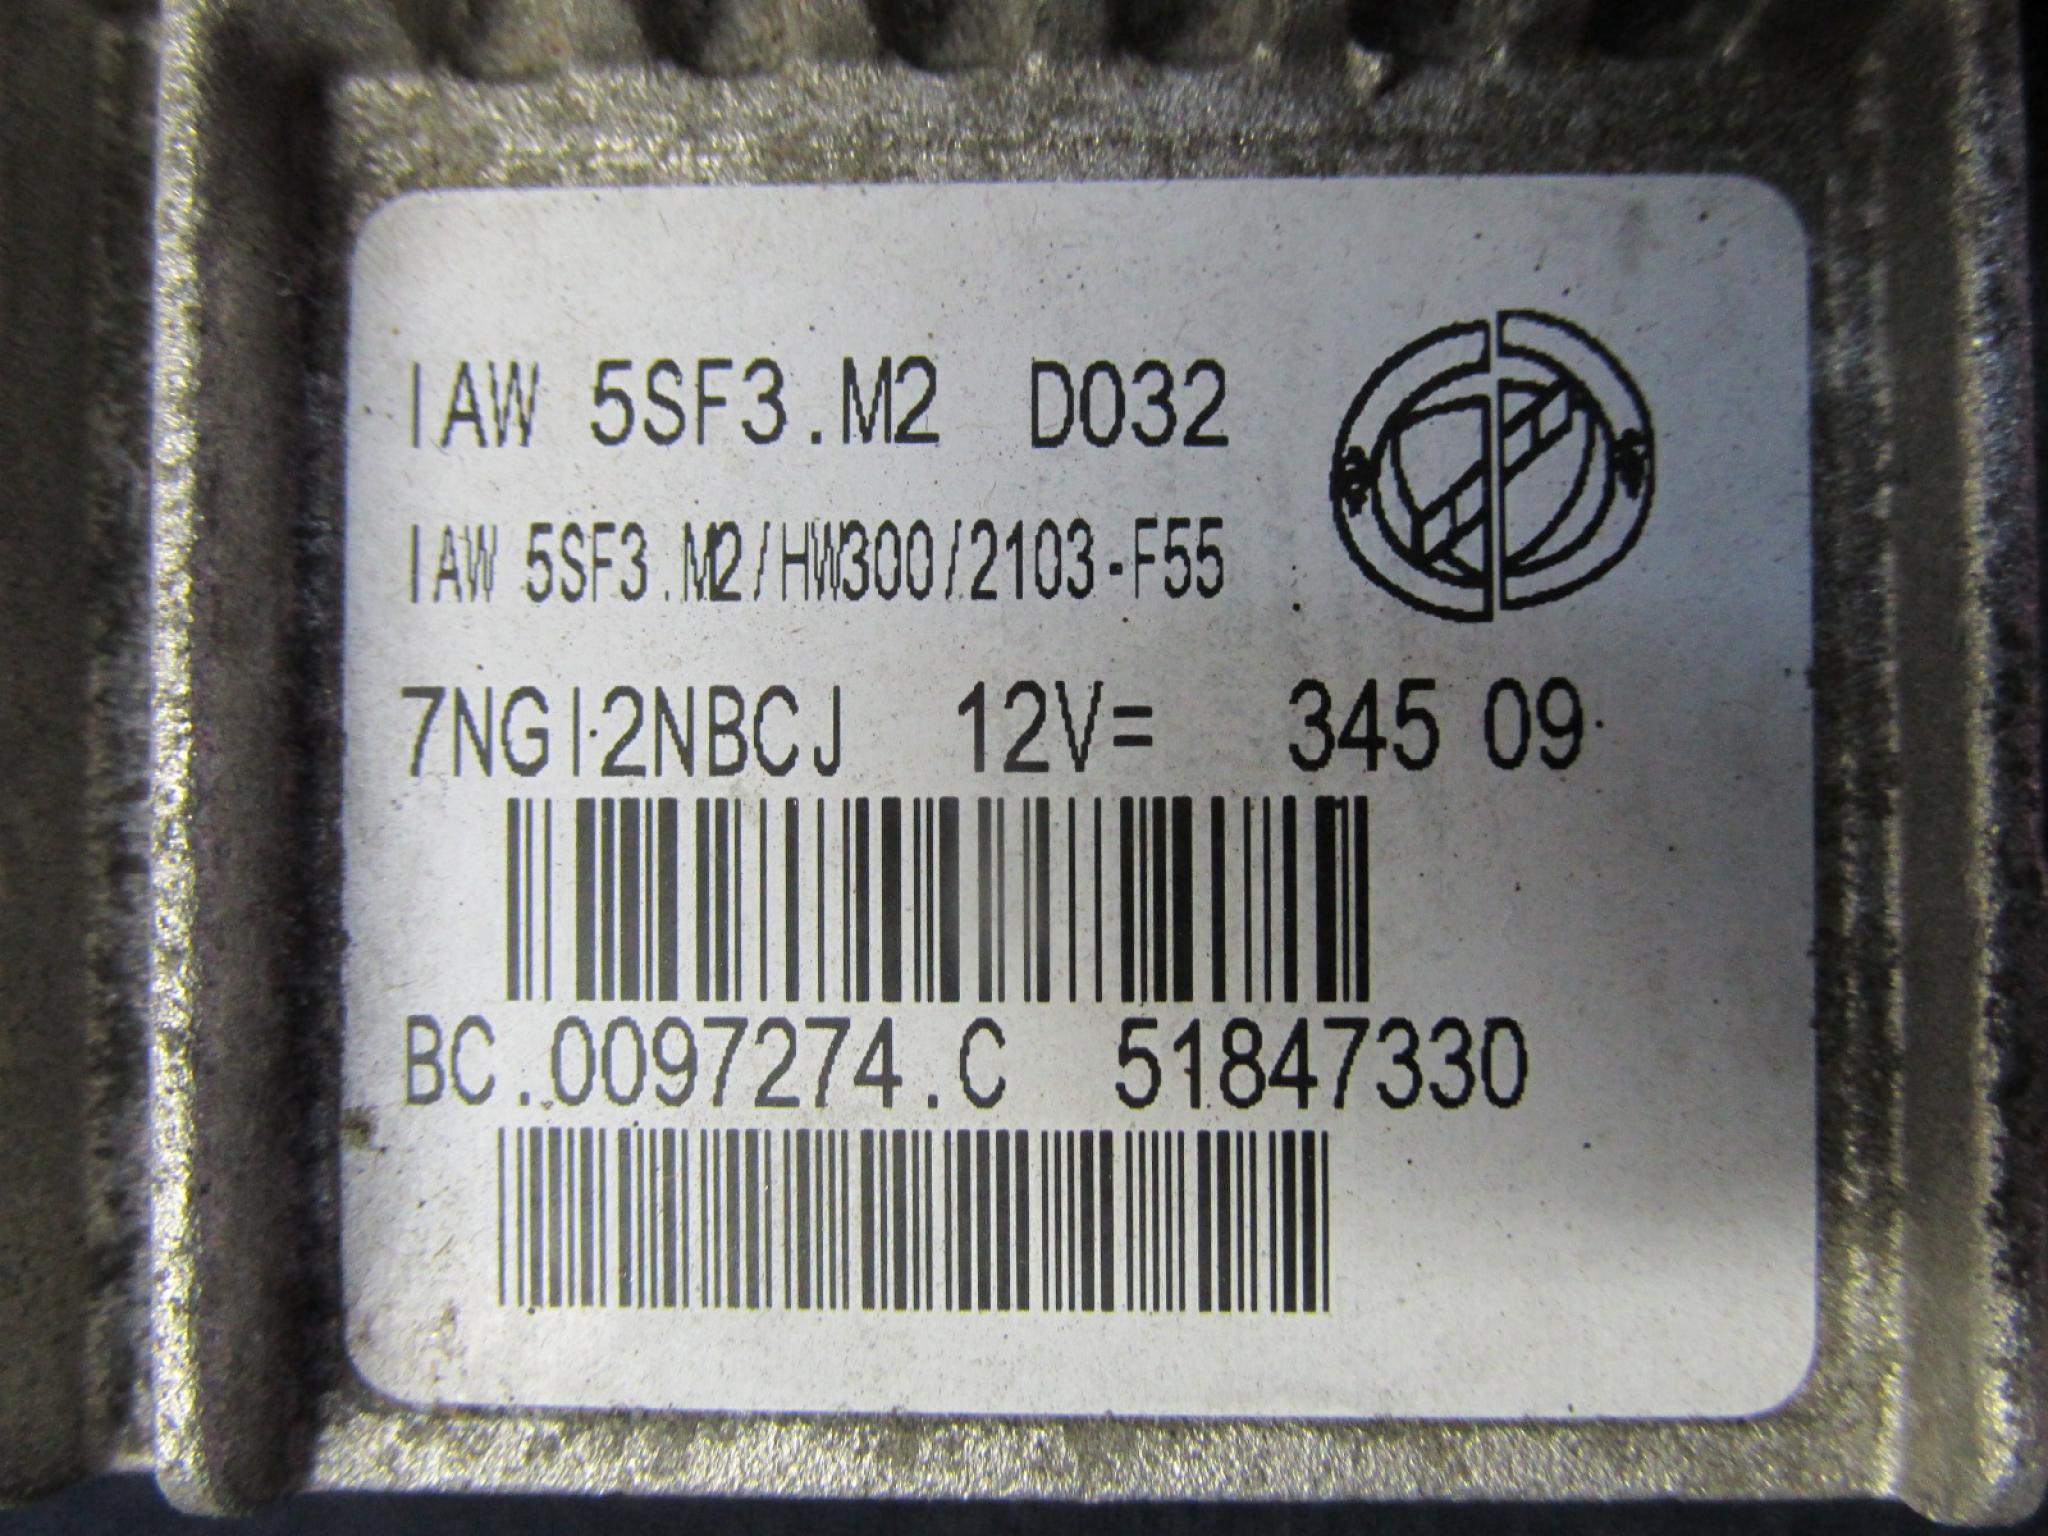 IAW 5SF3.M2 D032
IAW 5SF3.M2/HW300/2103-F55
7NGI2NBCJ 12V= 345 09
BC.0097274.C 51847330